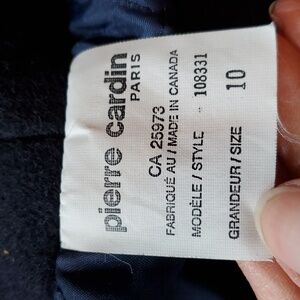 pierre cardin
PARIS
CA 25973
FABRIQUÉ AU / MADE IN CANADA
MODÈLE / STYLE - 108331
GRANDEUR / SIZE 10